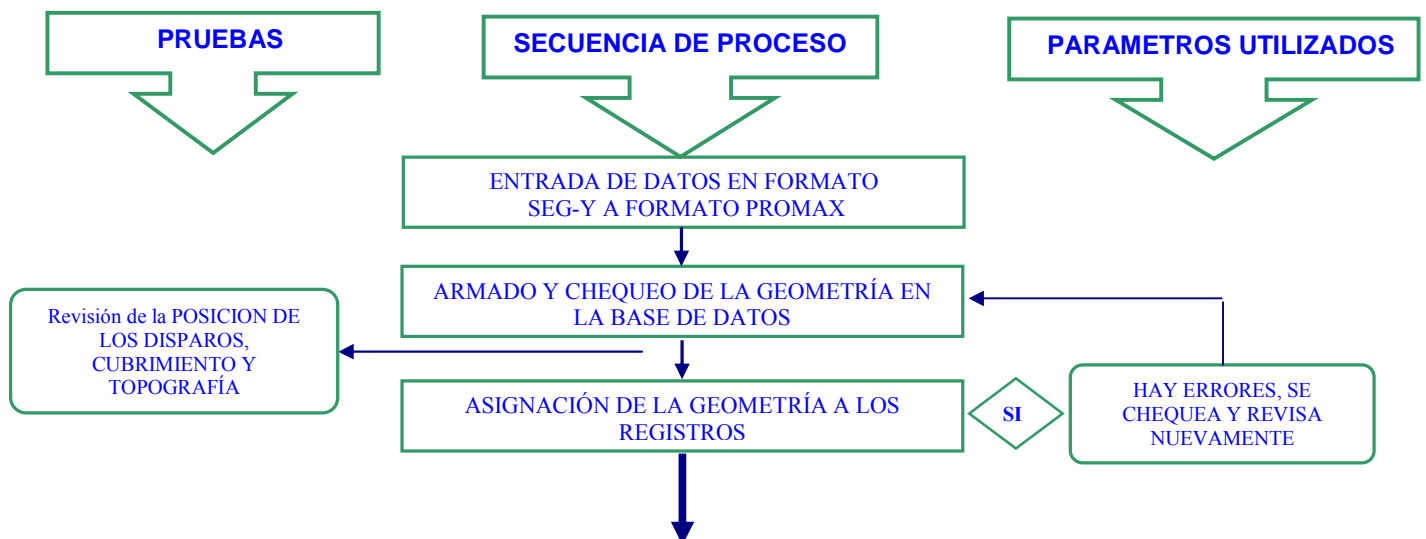 PRUEBAS
SECUENCIA DE PROCESO
PARAMETROS UTILIZADOS
ENTRADA DE DATOS EN FORMATO
SEG-Y A FORMATO PROMAX
ARMADO Y CHEQUEO DE LA GEOMETRÍA EN
LA BASE DE DATOS
Revisión de la POSICION DE
LOS DISPAROS,
CUBRIMIENTO Y
TOPOGRAFÍA
ASIGNACIÓN DE LA GEOMETRÍA A LOS
REGISTROS
SI
HAY ERRORES, SE
CHEQUEA Y REVISA
NUEVAMENTE